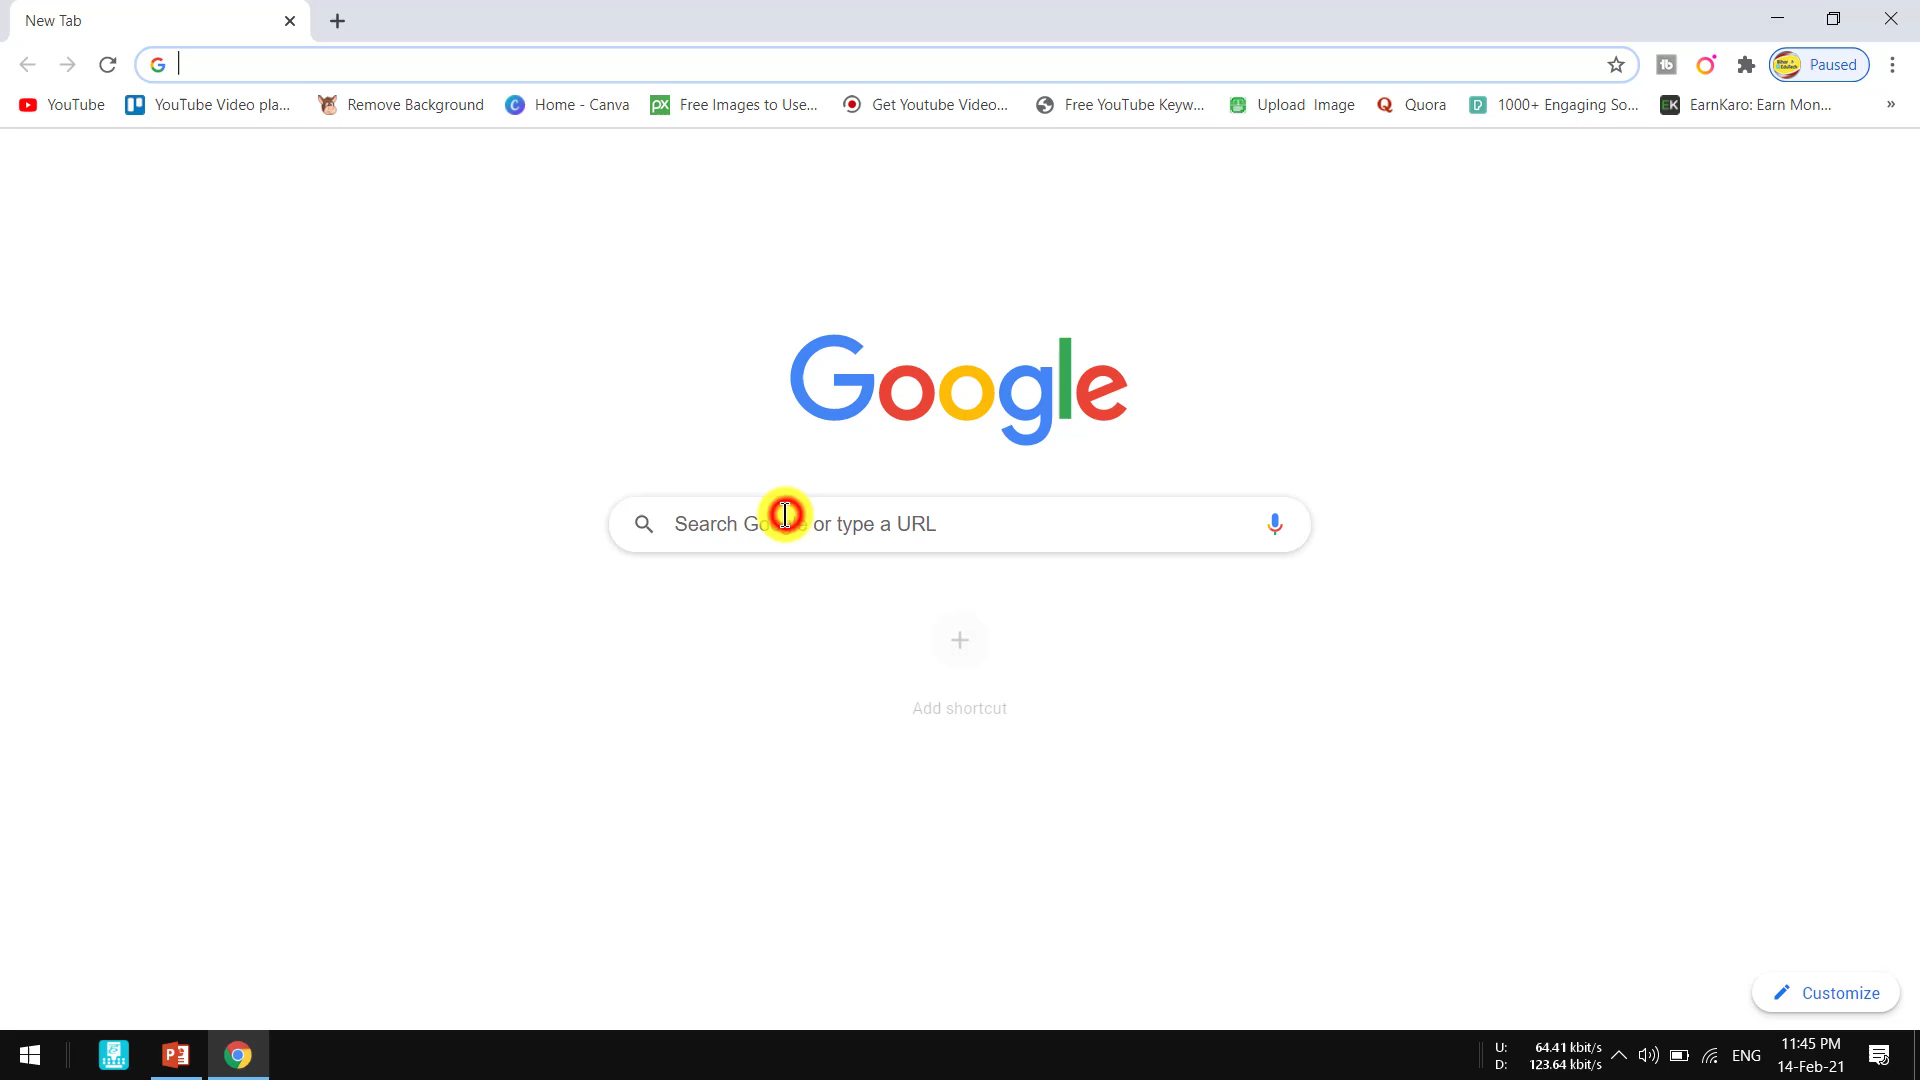 New Tab
Paused
YouTube
YouTube Video pla...
Remove Background
Home - Canva
Free Images to Use...
Get Youtube Video...
Free YouTube Keyw...
Upload Image
Quora
1000+ Engaging So...
EarnKaro: Earn Mon...
»
Google
Search Google or type a URL
Add shortcut
Customize
U: 64.41 kbit/s
D: 123.64 kbit/s
ENG
11:45 PM
14-Feb-21